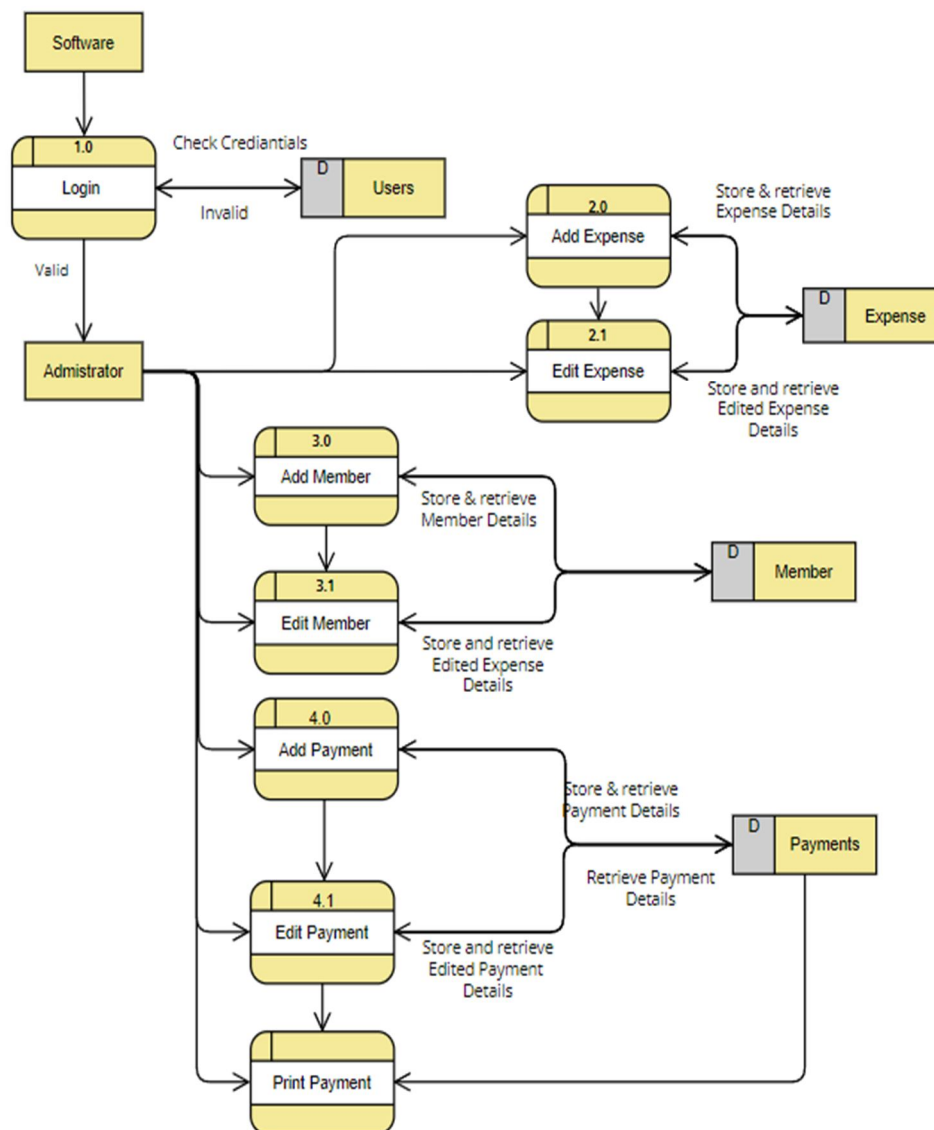 Software
1.0
Login
Check Crediantials
Invalid
D
Users
Valid
Admistrator
2.0
Add Expense
Store & retrieve
Expense Details
2.1
Edit Expense
D
Expense
Store and retrieve
Edited Expense
Details
3.0
Add Member
Store & retrieve
Member Details
3.1
Edit Member
D
Member
Store and retrieve
Edited Expense
Details
4.0
Add Payment
Store & retrieve
Payment Details
D
Payments
Retrieve Payment
Details
4.1
Edit Payment
Store and retrieve
Edited Payment
Details
Print Payment